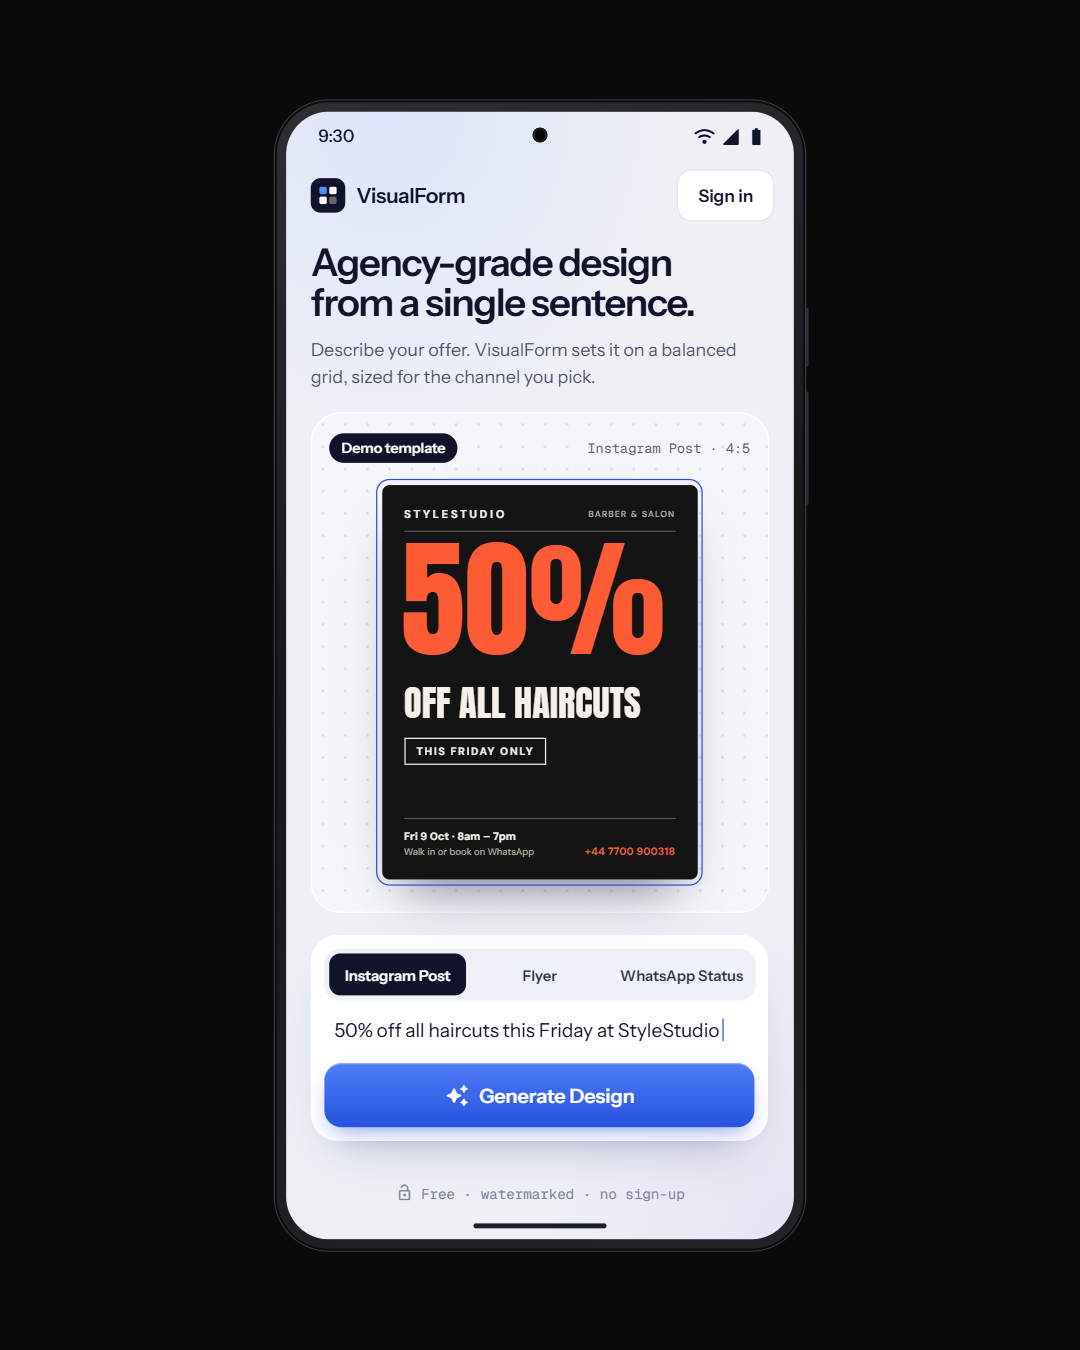 9:30
VisualForm
Sign in
Agency-grade design
from a single sentence.
Describe your offer. VisualForm sets it on a balanced
grid, sized for the channel you pick.
Demo template
Instagram Post · 4:5
STYLESTUDIO
BARBER & SALON
50%
OFF ALL HAIRCUTS
THIS FRIDAY ONLY
Fri 9 Oct · 8am – 7pm
Walk in or book on WhatsApp
+44 7700 900318
Instagram Post
Flyer
WhatsApp Status
50% off all haircuts this Friday at StyleStudio
Generate Design
Free · watermarked · no sign-up